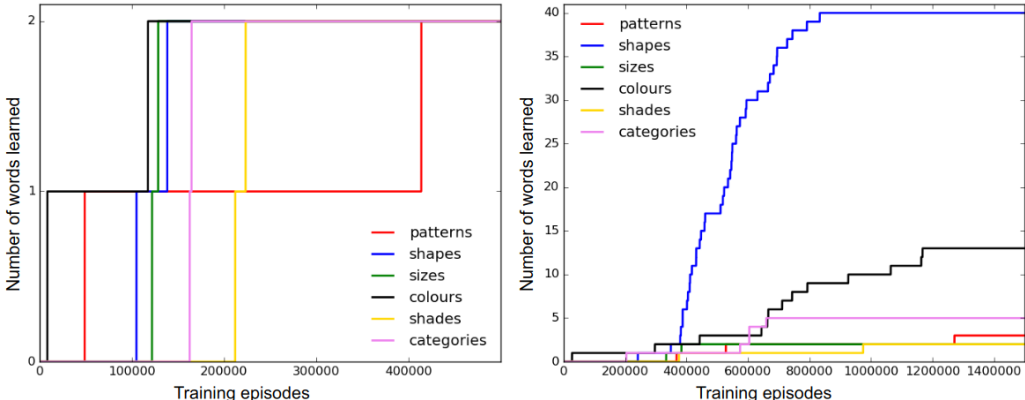 Number of words learned
2
1
0
patterns
shapes
sizes
colours
shades
categories
0 100000 200000 300000 400000
Training episodes
Number of words learned
40
35
30
25
20
15
10
5
0
patterns
shapes
sizes
colours
shades
categories
0 200000 400000 600000 800000 1000000 1200000 1400000
Training episodes